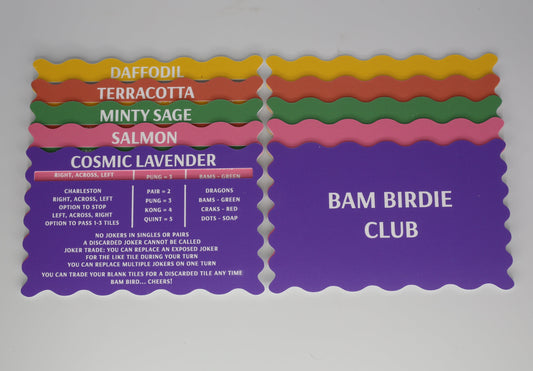 DAFFODIL
TERRACOTTA
MINTY SAGE
SALMON
COSMIC LAVENDER
RIGHT, ACROSS, LEFT PUNG = 3 BAMS - GREEN
CHARLESTON PAIR = 2 DRAGONS
RIGHT, ACROSS, LEFT PUNG = 3 BAMS - GREEN
OPTION TO STOP KONG = 4 CRAKS - RED
LEFT, ACROSS, RIGHT QUINT = 5 DOTS - SOAP
OPTION TO PASS 1-3 TILES
NO JOKERS IN SINGLES OR PAIRS
A DISCARDED JOKER CANNOT BE CALLED
JOKER TRADE: YOU CAN REPLACE AN EXPOSED JOKER
FOR THE LIKE TILE DURING YOUR TURN
YOU CAN REPLACE MULTIPLE JOKERS ON ONE TURN
YOU CAN TRADE YOUR BLANK TILES FOR A DISCARDED TILE ANY TIME
BAM BIRD... CHEERS!
BAM BIRDIE
CLUB